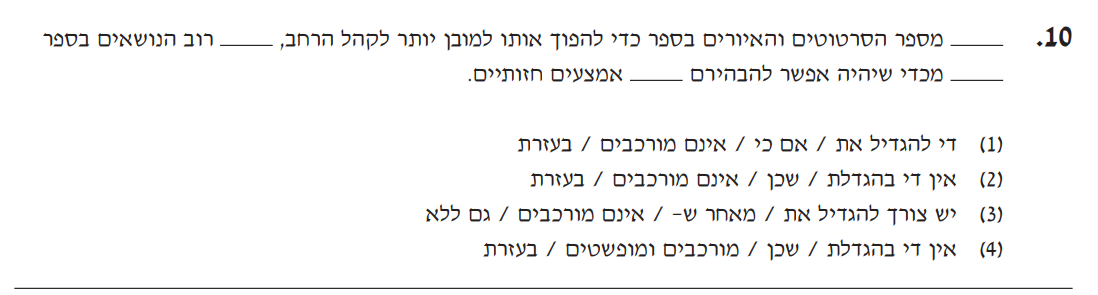 10. _____ מספר הסרטוטים והאיורים בספר כדי להפוך אותו למובן יותר לקהל הרחב, _____ רוב הנושאים בספר
_____ מכדי שיהיה אפשר להבהירם _____ אמצעים חזותיים.
(1) די להגדיל את / אם כי / אינם מורכבים / בעזרת
(2) אין די בהגדלת / שכן / אינם מורכבים / בעזרת
(3) יש צורך להגדיל את / מאחר ש- / אינם מורכבים / גם ללא
(4) אין די בהגדלת / שכן / מורכבים ומופשטים / בעזרת